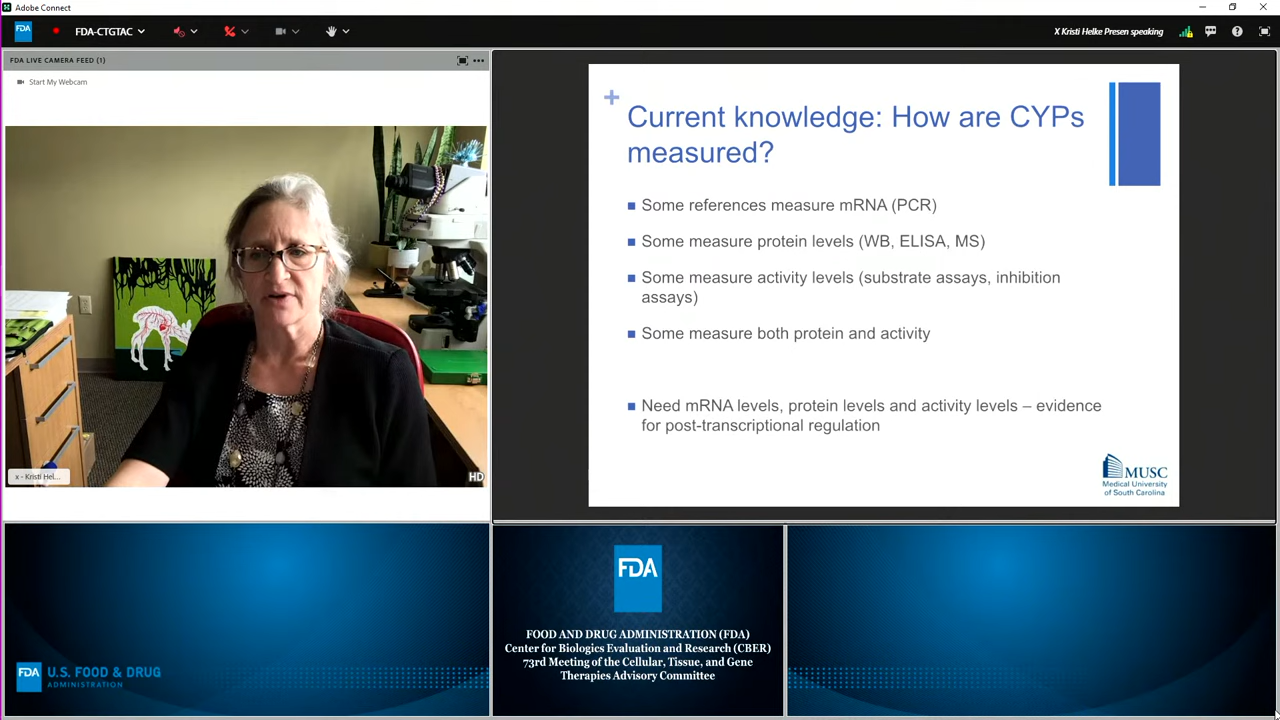 Adobe Connect
FDA
FDA-CTGTAC
X Kristi Helke Presen speaking
FDA LIVE CAMERA FEED (1)
Start My Webcam
x - Kristi Hel...
HD
+
Current knowledge: How are CYPs
measured?
Some references measure mRNA (PCR)
Some measure protein levels (WB, ELISA, MS)
Some measure activity levels (substrate assays, inhibition
assays)
Some measure both protein and activity
Need mRNA levels, protein levels and activity levels – evidence
for post-transcriptional regulation
MUSC
Medical University
of South Carolina
FDA U.S. FOOD & DRUG
ADMINISTRATION
FDA
FOOD AND DRUG ADMINISTRATION (FDA)
Center for Biologics Evaluation and Research (CBER)
73rd Meeting of the Cellular, Tissue, and Gene
Therapies Advisory Committee